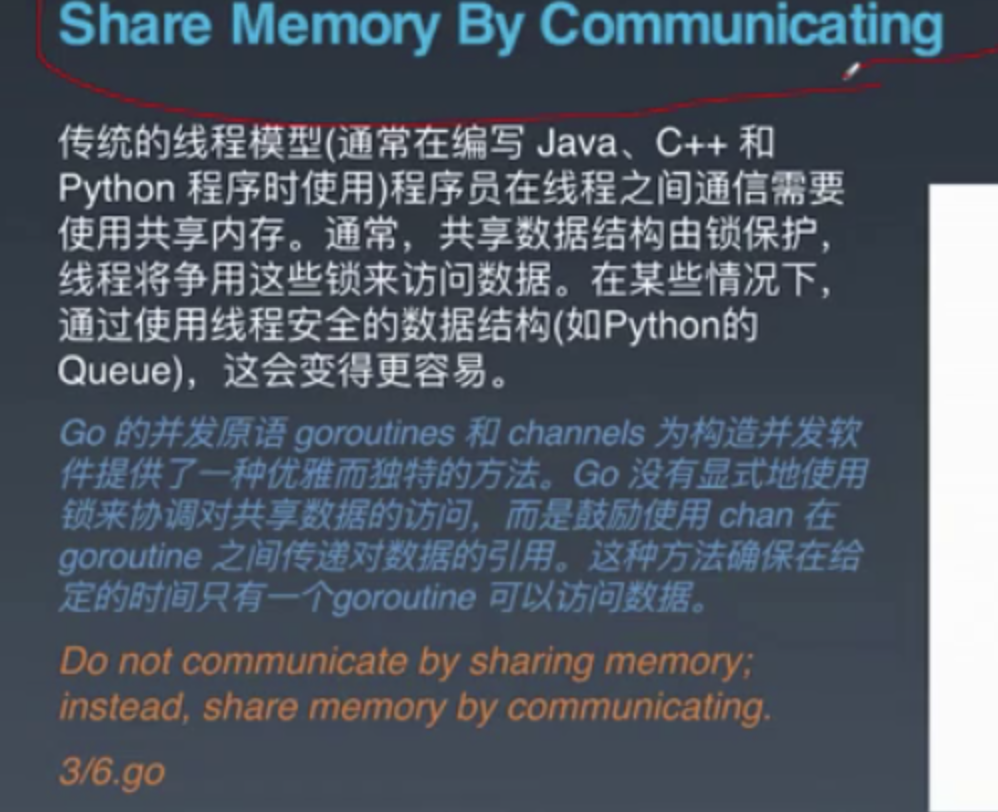 Share Memory By Communicating
传统的线程模型(通常在编写 Java、C++ 和
Python 程序时使用)程序员在线程之间通信需要
使用共享内存。通常，共享数据结构由锁保护，
线程将争用这些锁来访问数据。在某些情况下，
通过使用线程安全的数据结构(如Python的
Queue)，这会变得更容易。
Go 的并发原语 goroutines 和 channels 为构造并发软
件提供了一种优雅而独特的方法。Go 没有显式地使用
锁来协调对共享数据的访问，而是鼓励使用 chan 在
goroutine 之间传递对数据的引用。这种方法确保在给
定的时间只有一个goroutine 可以访问数据。
Do not communicate by sharing memory;
instead, share memory by communicating.
3/6.go